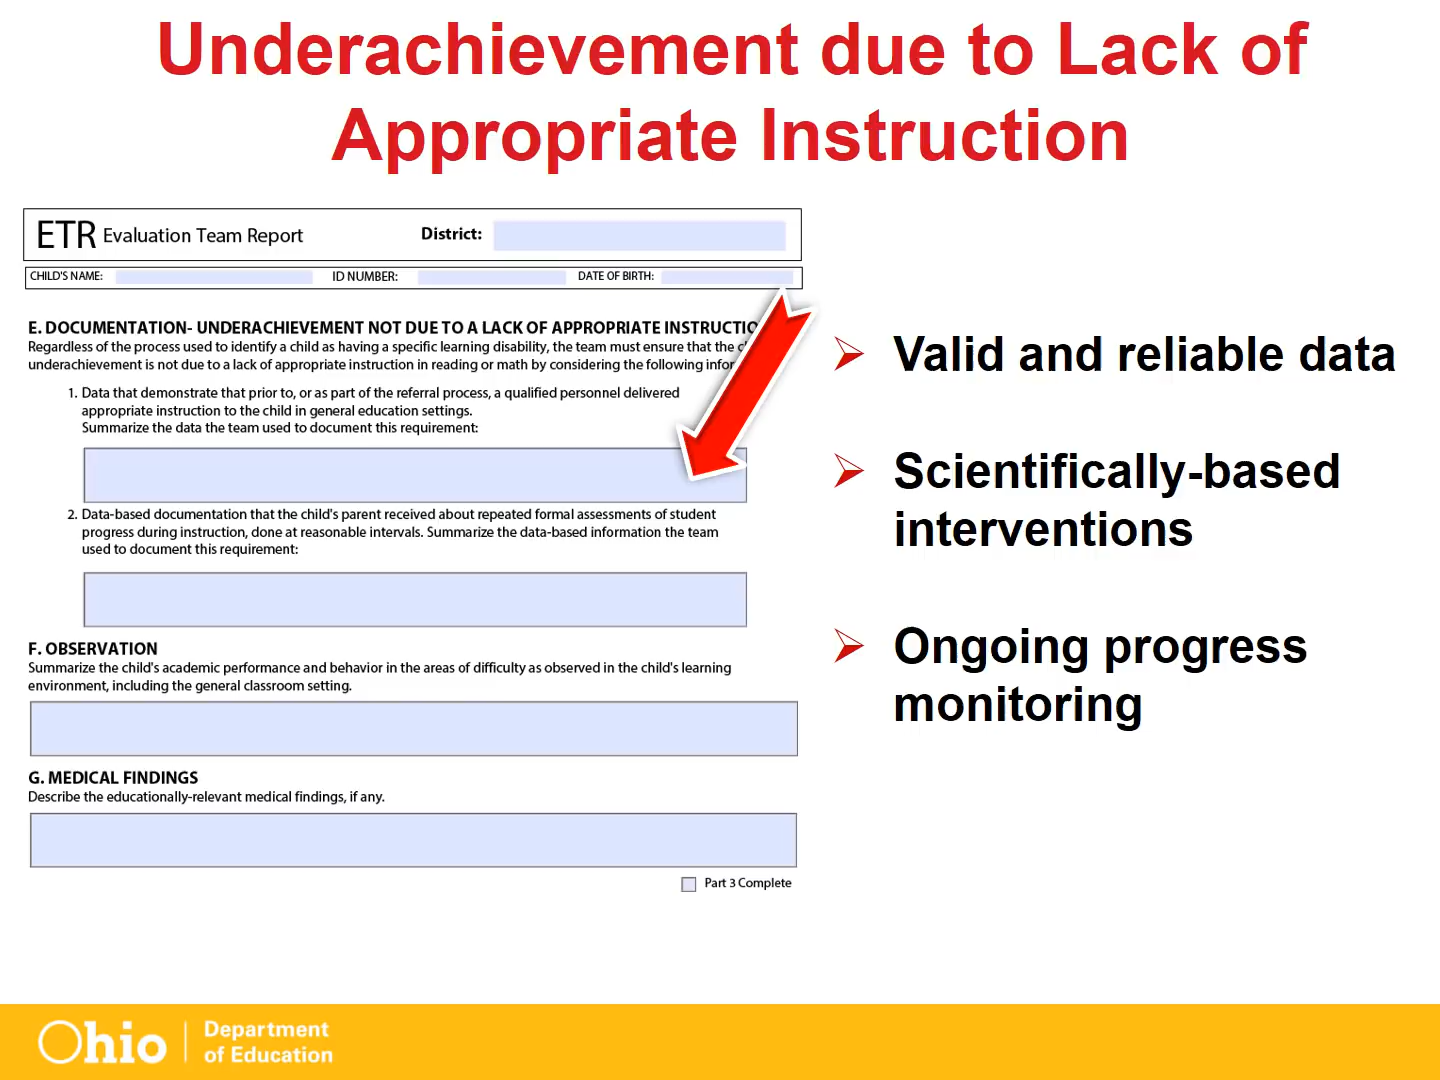 Underachievement due to Lack of
Appropriate Instruction
ETR Evaluation Team Report
District:
CHILD'S NAME:
ID NUMBER:
DATE OF BIRTH:
E. DOCUMENTATION- UNDERACHIEVEMENT NOT DUE TO A LACK OF APPROPRIATE INSTRUCTIO
Regardless of the process used to identify a child as having a specific learning disability, the team must ensure that the
underachievement is not due to a lack of appropriate instruction in reading or math by considering the following
1. Data that demonstrate that prior to, or as part of the referral process, a qualified personnel delivered
appropriate instruction to the child in general education settings.
Summarize the data the team used to document this requirement:
2. Data-based documentation that the child's parent received about repeated formal assessments of student
progress during instruction, done at reasonable intervals. Summarize the data-based information the team
used to document this requirement:
F. OBSERVATION
Summarize the child's academic performance and behavior in the areas of difficulty as observed in the child's learning
environment, including the general classroom setting.
G. MEDICAL FINDINGS
Describe the educationally-relevant medical findings, if any.
Part 3 Complete
Valid and reliable data
Scientifically-based
interventions
Ongoing progress
monitoring
Ohio
Department
of Education